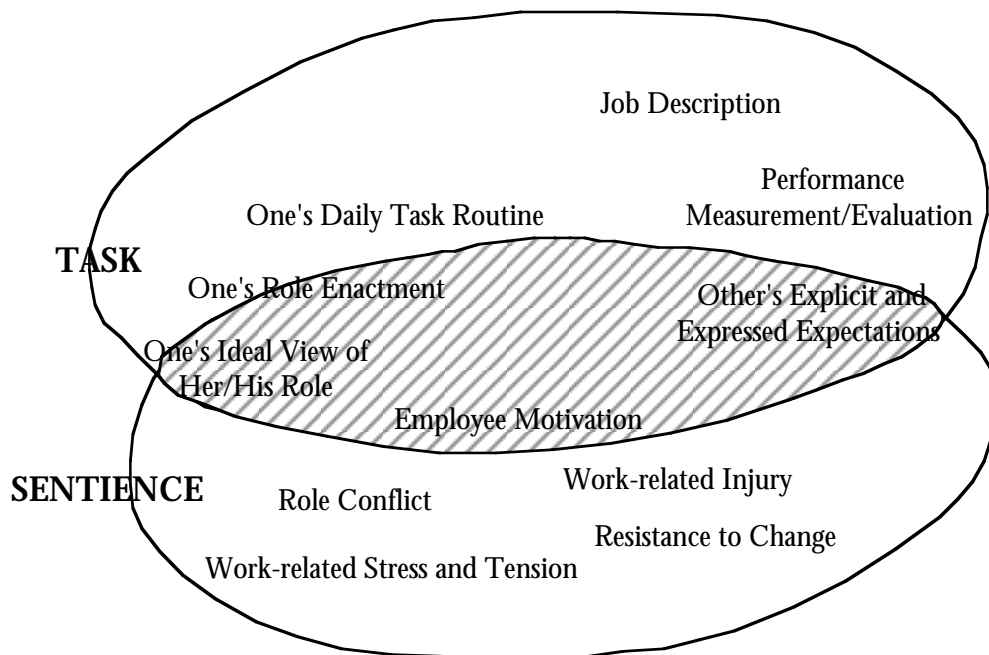 Job Description
Performance
Measurement/Evaluation
One's Daily Task Routine
TASK
One's Role Enactment
Other's Explicit and
Expressed Expectations
One's Ideal View of
Her/His Role
Employee Motivation
SENTIENCE
Work-related Injury
Role Conflict
Resistance to Change
Work-related Stress and Tension